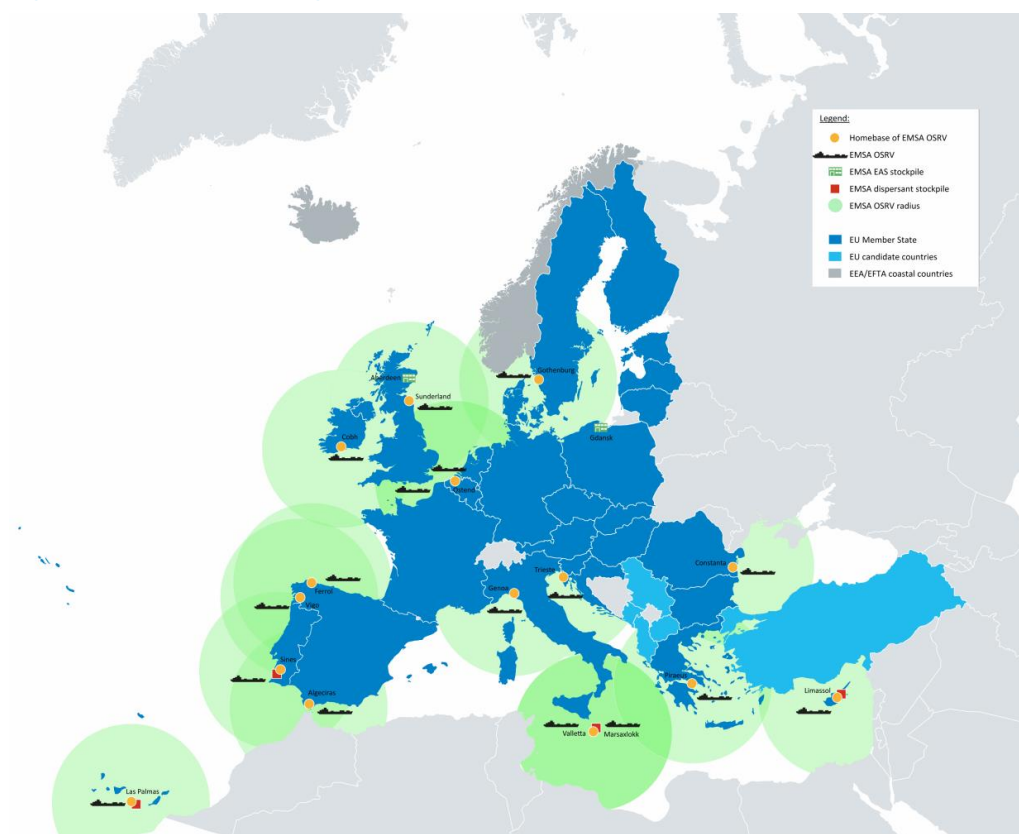 Legend:
Homebase of EMSA OSRV
EMSA OSRV
EMSA EAS stockpile
EMSA dispersant stockpile
EMSA OSRV radius
EU Member State
EU candidate countries
EEA/EFTA coastal countries
Gothenburg
Aberdeen
Sunderland
Gdansk
Cobh
Ostend
Constanta
Trieste
Genoa
Ferrol
Vigo
Sines
Piraeus
Limassol
Algeciras
Valletta
Marsaxlokk
Las Palmas